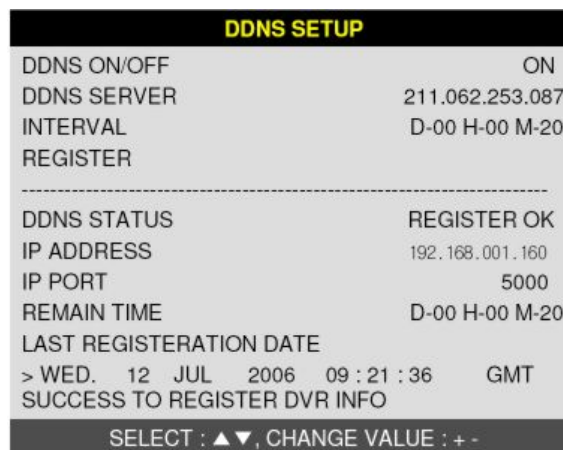 DDNS SETUP
DDNS ON/OFF ON
DDNS SERVER 211.062.253.087
INTERVAL D-00 H-00 M-20
REGISTER
DDNS STATUS REGISTER OK
IP ADDRESS 192.168.001.160
IP PORT 5000
REMAIN TIME D-00 H-00 M-20
LAST REGISTERATION DATE
> WED. 12 JUL 2006 09 : 21 : 36 GMT
SUCCESS TO REGISTER DVR INFO
SELECT : ▲▼, CHANGE VALUE : + -